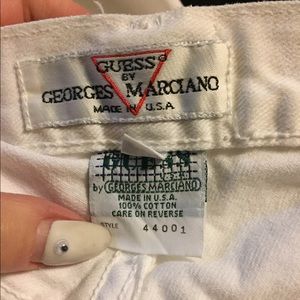 GUESS
BY
GEORGES MARCIANO
MADE IN U.S.A.
by GEORGES MARCIANO
MADE IN U.S.A.
100% COTTON
CARE ON REVERSE
STYLE 44001